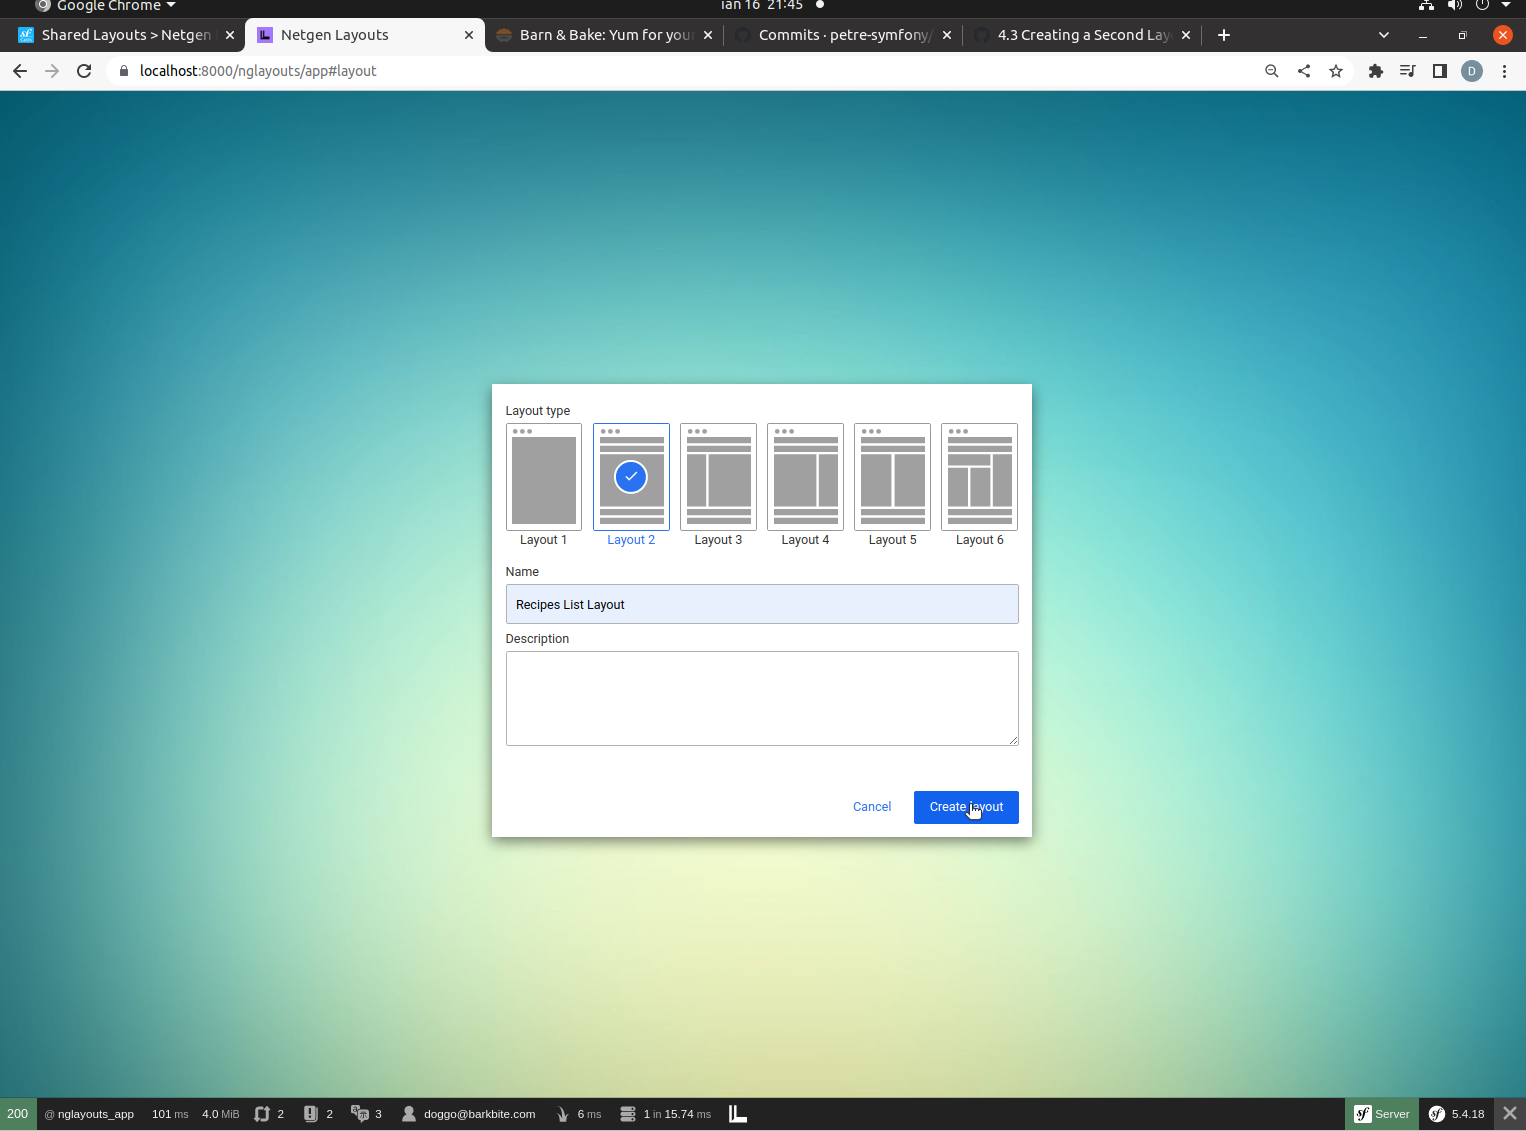 Google Chrome
ian 16 21:45
Shared Layouts > Netgen
Netgen Layouts
Barn & Bake: Yum for your
Commits · petre-symfony/
4.3 Creating a Second Lay
localhost:8000/nglayouts/app#layout
D
Layout type
Layout 1
Layout 2
Layout 3
Layout 4
Layout 5
Layout 6
Name
Recipes List Layout
Description
Cancel
Create layout
200 @ nglayouts_app 101 ms 4.0 MiB 2 2 3 doggo@barkbite.com 6 ms 1 in 15.74 ms sf Server sf 5.4.18